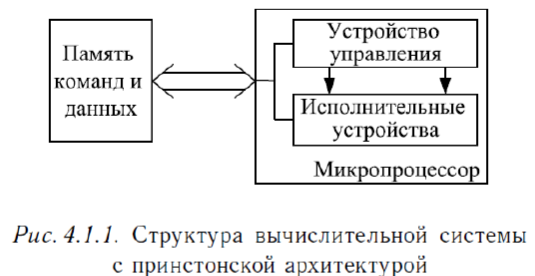 Память
команд и
данных
Устройство
управления
Исполнительные
устройства
Микропроцессор
Рис. 4.1.1. Структура вычислительной системы
с принстонской архитектурой